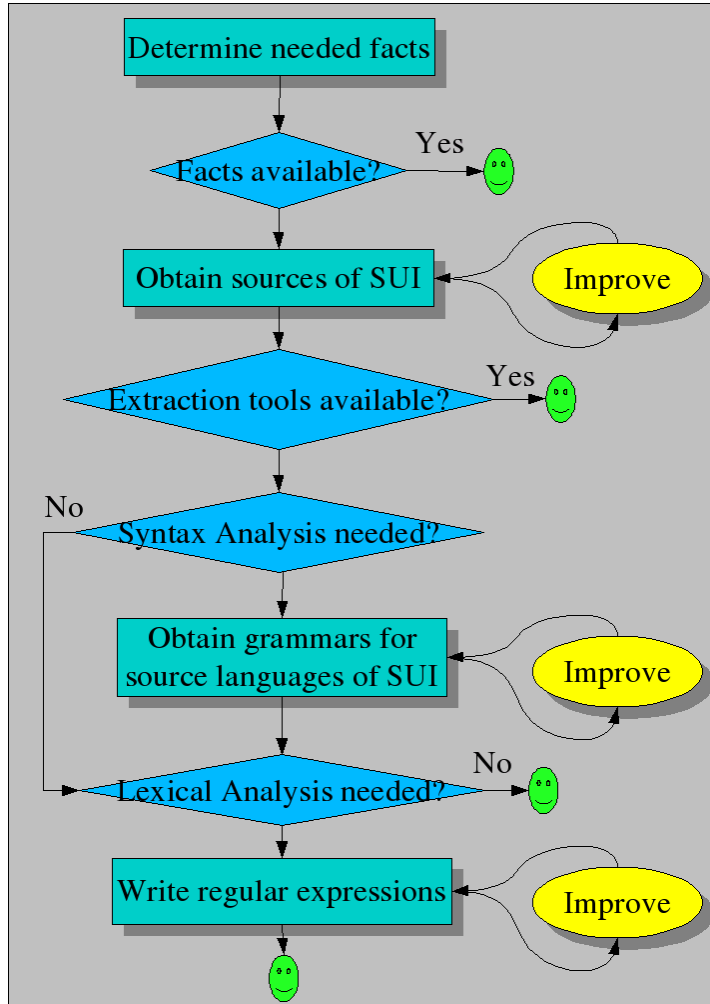 Determine needed facts
Yes
Facts available?
Obtain sources of SUI
Improve
Yes
Extraction tools available?
No
Syntax Analysis needed?
Obtain grammars for
source languages of SUI
Improve
No
Lexical Analysis needed?
Write regular expressions
Improve